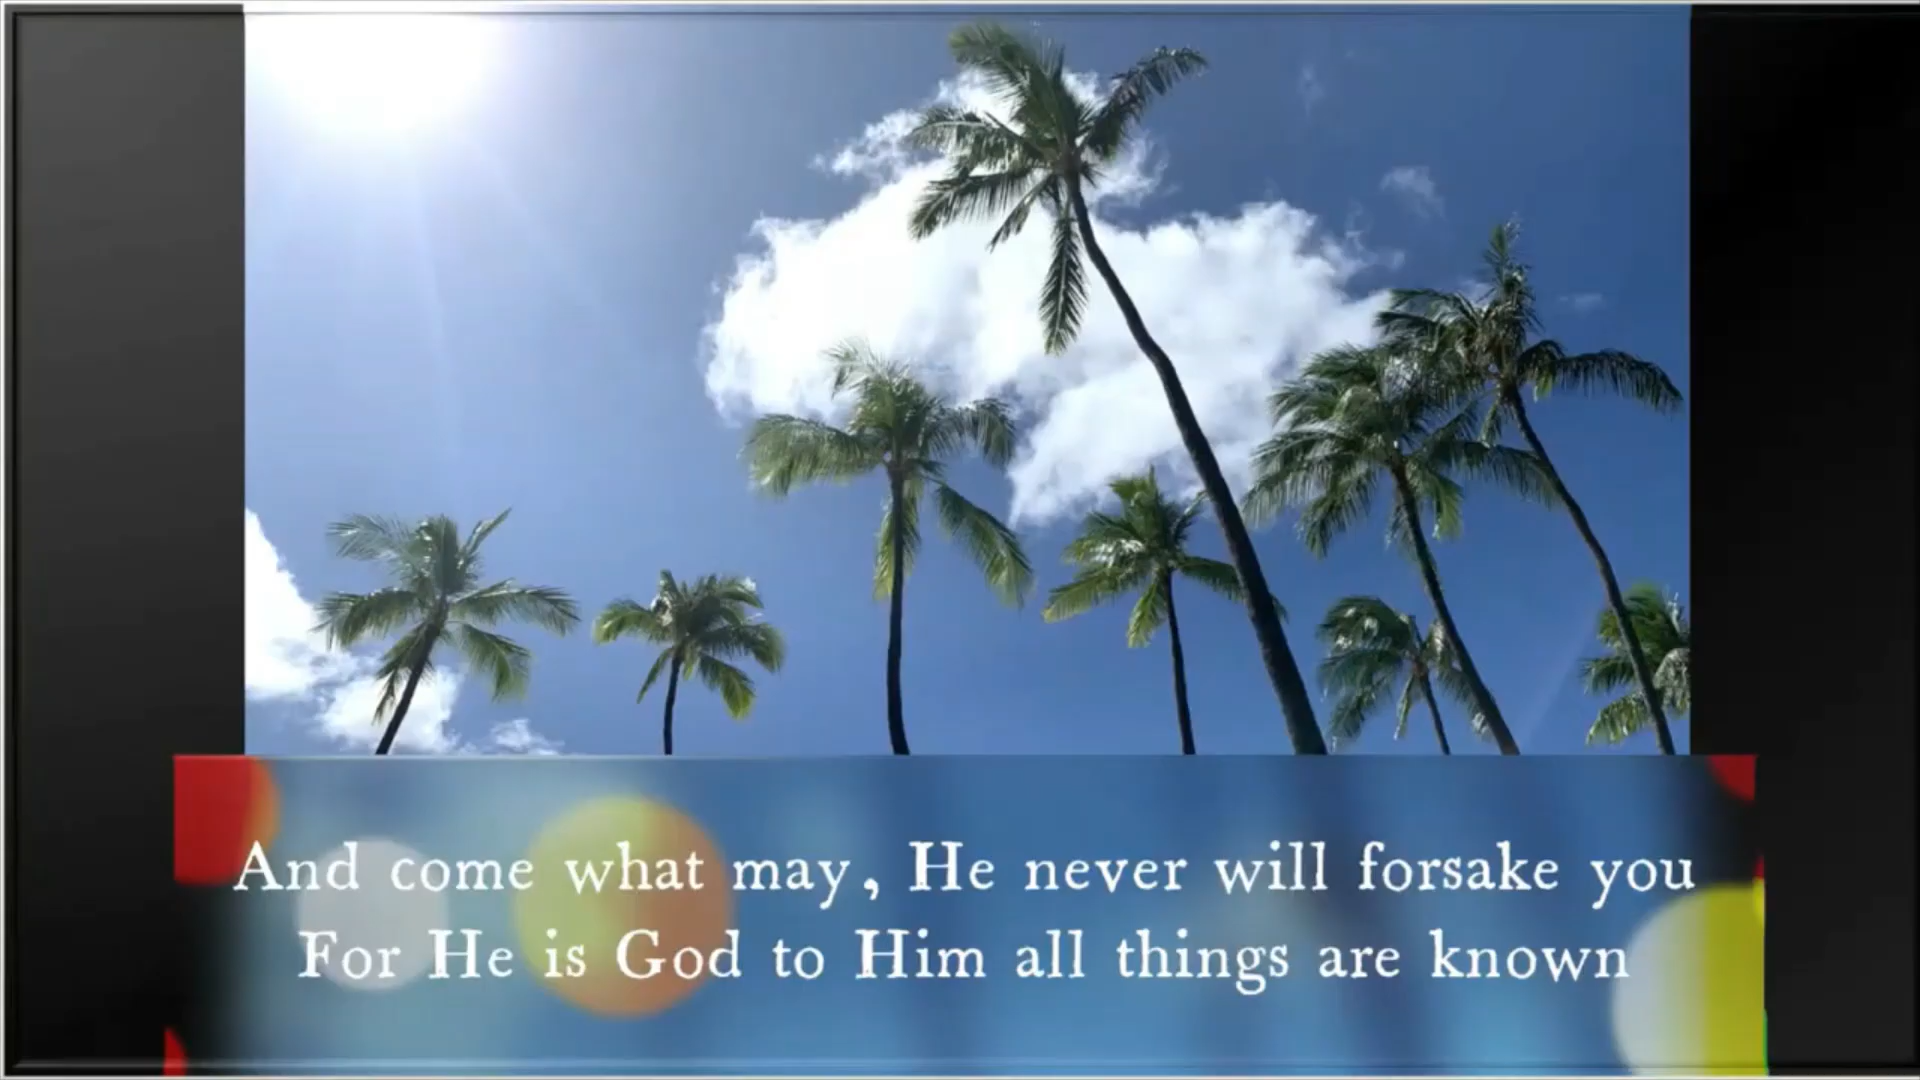 And come what may, He never will forsake you
For He is God to Him all things are known